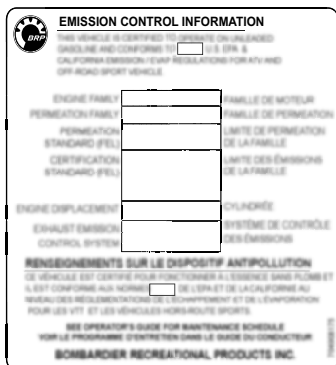 BRP
EMISSION CONTROL INFORMATION
THIS VEHICLE IS CERTIFIED TO OPERATE ON UNLEADED
GASOLINE AND CONFORMS TO U.S. EPA &
CALIFORNIA EMISSION / EVAP REGULATIONS FOR ATV AND
OFF-ROAD SPORT VEHICLE
ENGINE FAMILY FAMILLE DE MOTEUR
PERMEATION FAMILY FAMILLE DE PERMEATION
PERMEATION LIMITE DE PERMEATION
STANDARD (FEL) DE LA FAMILLE
CERTIFICATION LIMITE DES ÉMISSIONS
STANDARD (FEL) DE LA FAMILLE
ENGINE DISPLACEMENT CYLINDRÉE
EXHAUST EMISSION SYSTÈME DE CONTRÔLE
CONTROL SYSTEM DES ÉMISSIONS
RENSEIGNEMENTS SUR LE DISPOSITIF ANTIPOLLUTION
CE VÉHICULE EST CERTIFIÉ POUR FONCTIONNER À L'ESSENCE SANS PLOMB ET
IL EST CONFORME AUX NORMES DE L'EPA ET DE LA CALIFORNIE AU
NIVEAU DES RÉGLEMENTATIONS DE L'ÉCHAPPEMENT ET DE L'ÉVAPORATION
POUR LES VTT ET LES VÉHICULES HORS-ROUTE SPORTS.
SEE OPERATOR'S GUIDE FOR MAINTENANCE SCHEDULE
VOIR LE PROGRAMME D'ENTRETIEN DANS LE GUIDE DU CONDUCTEUR
BOMBARDIER RECREATIONAL PRODUCTS INC.